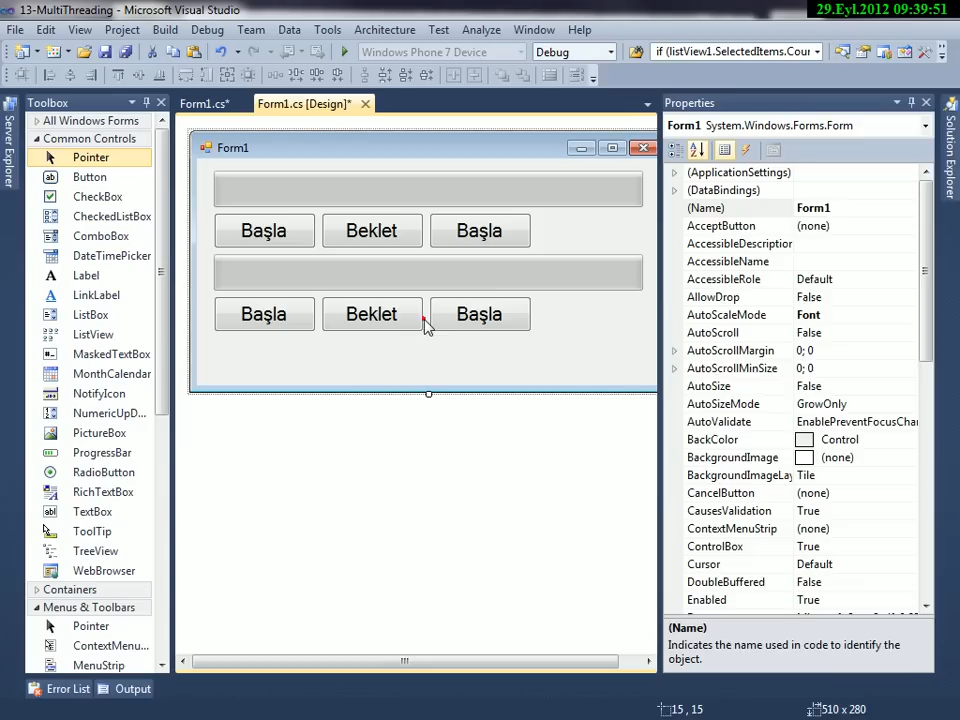 13-MultiThreading - Microsoft Visual Studio
29.Eyl.2012 09:39:51
File Edit View Project Build Debug Team Data Tools Architecture Test Analyze Window Help
Windows Phone 7 Device Debug if (listView1.SelectedItems.Cour
Toolbox
Form1.cs* Form1.cs [Design]*
Properties
Server Explorer
Solution Explorer
All Windows Forms
Common Controls
Pointer
Button
CheckBox
CheckedListBox
ComboBox
DateTimePicker
Label
LinkLabel
ListBox
ListView
MaskedTextBox
MonthCalendar
NotifyIcon
NumericUpD...
PictureBox
ProgressBar
RadioButton
RichTextBox
TextBox
ToolTip
TreeView
WebBrowser
Containers
Menus & Toolbars
Pointer
ContextMenu...
MenuStrip
Form1
Başla Beklet Başla
Başla Beklet Başla
Form1 System.Windows.Forms.Form
(ApplicationSettings)
(DataBindings)
(Name) Form1
AcceptButton (none)
AccessibleDescription
AccessibleName
AccessibleRole Default
AllowDrop False
AutoScaleMode Font
AutoScroll False
AutoScrollMargin 0; 0
AutoScrollMinSize 0; 0
AutoSize False
AutoSizeMode GrowOnly
AutoValidate EnablePreventFocusChar
BackColor Control
BackgroundImage (none)
BackgroundImageLay Tile
CancelButton (none)
CausesValidation True
ContextMenuStrip (none)
ControlBox True
Cursor Default
DoubleBuffered False
Enabled True
(Name)
Indicates the name used in code to identify the
object.
Error List Output
15 , 15 510 x 280